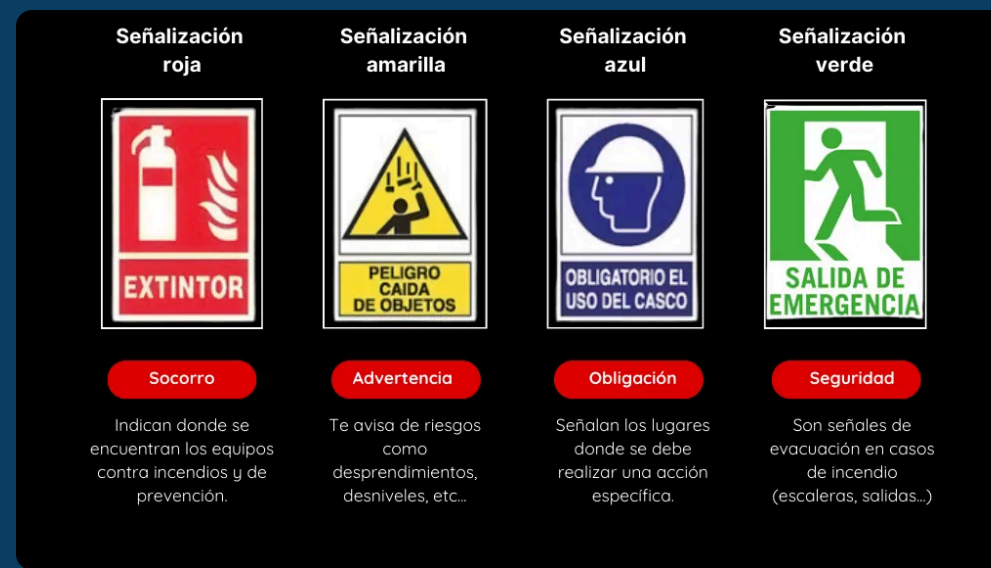 Señalización
roja
EXTINTOR
Socorro
Indican donde se
encuentran los equipos
contra incendios y de
prevención.
Señalización
amarilla
PELIGRO
CAIDA
DE OBJETOS
Advertencia
Te avisa de riesgos
como
desprendimientos,
desniveles, etc...
Señalización
azul
OBLIGATORIO EL
USO DEL CASCO
Obligación
Señalan los lugares
donde se debe
realizar una acción
específica.
Señalización
verde
SALIDA DE
EMERGENCIA
Seguridad
Son señales de
evacuación en casos
de incendio
(escaleras, salidas...)